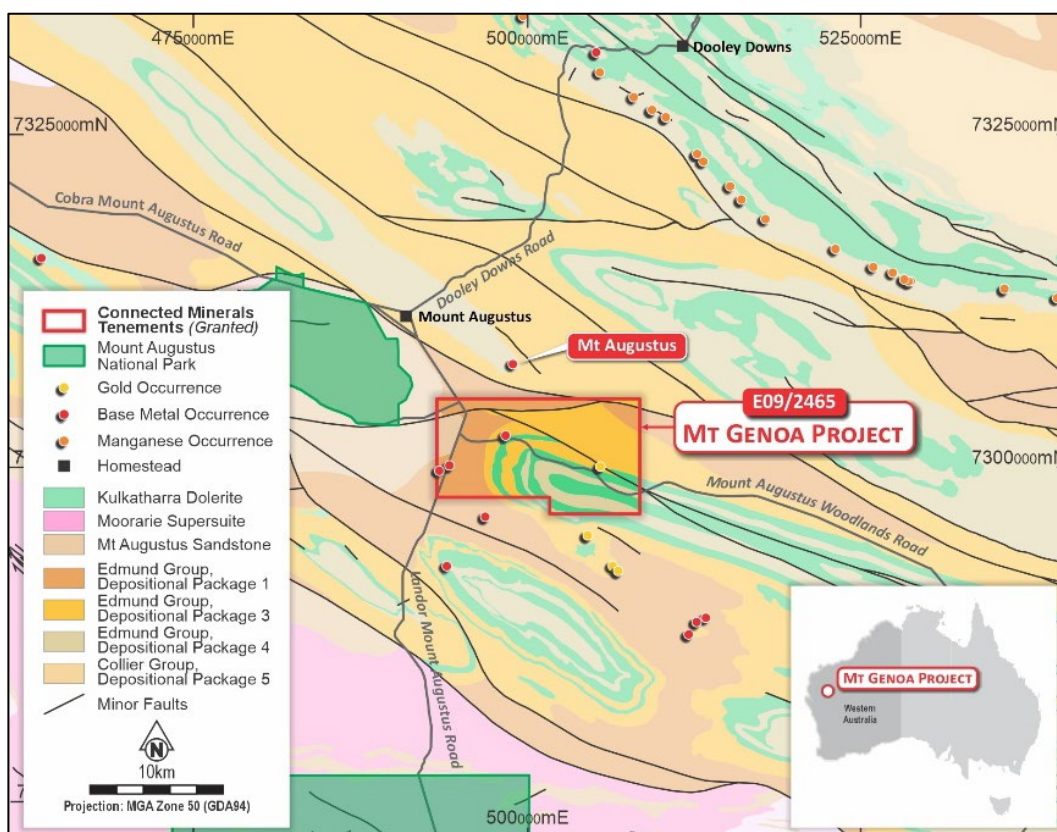 475000mE
500000mE
525000mE
Dooley Downs
7325000mN
7325000mN
Cobra Mount Augustus Road
Dooley Downs Road
Mount Augustus
Mt Augustus
E09/2465
MT GENOA PROJECT
7300000mN
Mount Augustus Woodlands Road
Landor Mount Augustus Road
Connected Minerals
Tenements (Granted)
Mount Augustus
National Park
Gold Occurrence
Base Metal Occurrence
Manganese Occurrence
Homestead
Kulkatharra Dolerite
Moorarie Supersuite
Mt Augustus Sandstone
Edmund Group,
Depositional Package 1
Edmund Group,
Depositional Package 3
Edmund Group,
Depositional Package 4
Collier Group,
Depositional Package 5
Minor Faults
N
10km
Projection: MGA Zone 50 (GDA94)
500000mE
MT GENOA PROJECT
Western
Australia